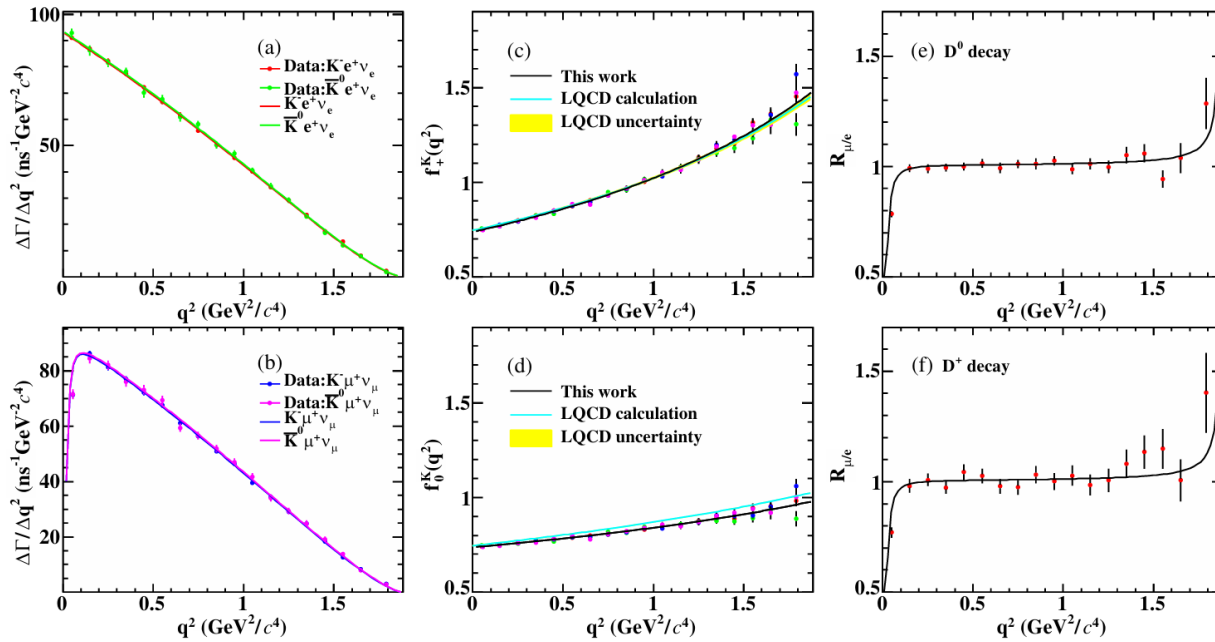 (a)
Data:K⁻e⁺νₑ
Data:K̅⁰e⁺νₑ
K⁻e⁺νₑ
K̅⁰e⁺νₑ
ΔΓ/Δq² (ns⁻¹GeV⁻²c⁴)
100
50
0 0.5 1 1.5
q² (GeV²/c⁴)
(c)
This work
LQCD calculation
LQCD uncertainty
f₊ᴷ(q²)
1.5
1
0.5
0 0.5 1 1.5
q² (GeV²/c⁴)
(e) D⁰ decay
R_μ/e
1.5
1
0.5
0 0.5 1 1.5
q² (GeV²/c⁴)
(b)
Data:K⁻μ⁺ν_μ
Data:K̅⁰μ⁺ν_μ
K⁻μ⁺ν_μ
K̅⁰μ⁺ν_μ
ΔΓ/Δq² (ns⁻¹GeV⁻²c⁴)
80
60
40
20
0 0.5 1 1.5
q² (GeV²/c⁴)
(d)
This work
LQCD calculation
LQCD uncertainty
f₀ᴷ(q²)
1.5
1
0.5
0 0.5 1 1.5
q² (GeV²/c⁴)
(f) D⁺ decay
R_μ/e
1.5
1
0.5
0 0.5 1 1.5
q² (GeV²/c⁴)